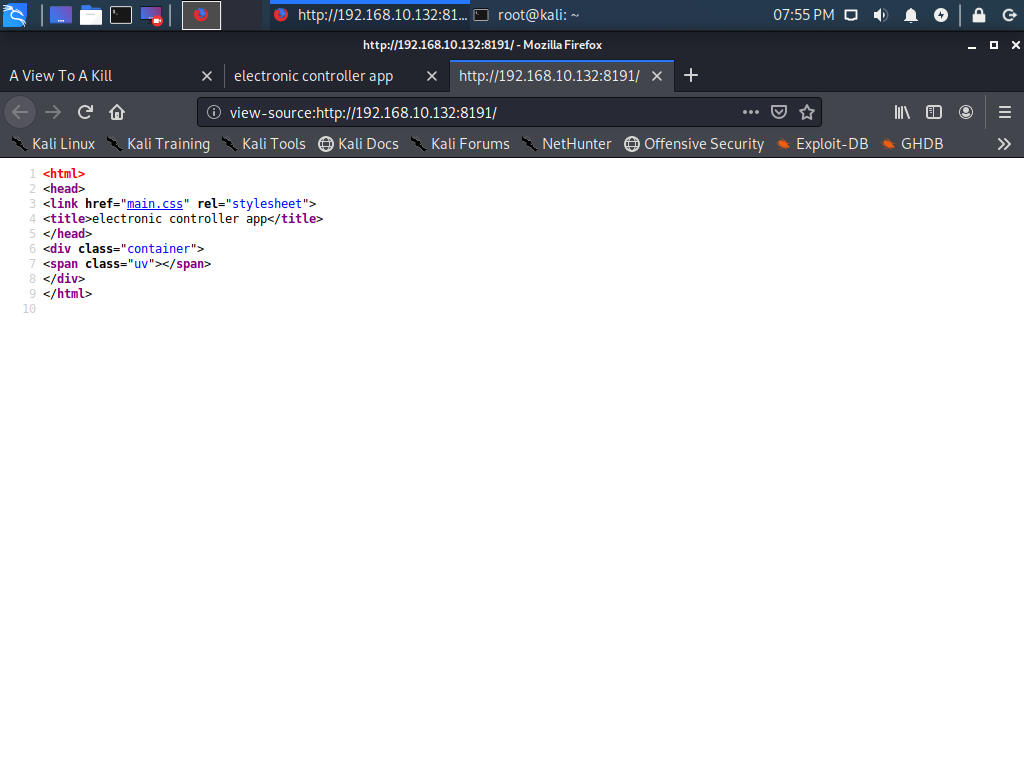 http://192.168.10.132:81... root@kali: ~ 07:55 PM
http://192.168.10.132:8191/ - Mozilla Firefox
A View To A Kill electronic controller app http://192.168.10.132:8191/
view-source:http://192.168.10.132:8191/
Kali Linux Kali Training Kali Tools Kali Docs Kali Forums NetHunter Offensive Security Exploit-DB GHDB
1 <html>
2 <head>
3 <link href="main.css" rel="stylesheet">
4 <title>electronic controller app</title>
5 </head>
6 <div class="container">
7 <span class="uv"></span>
8 </div>
9 </html>
10